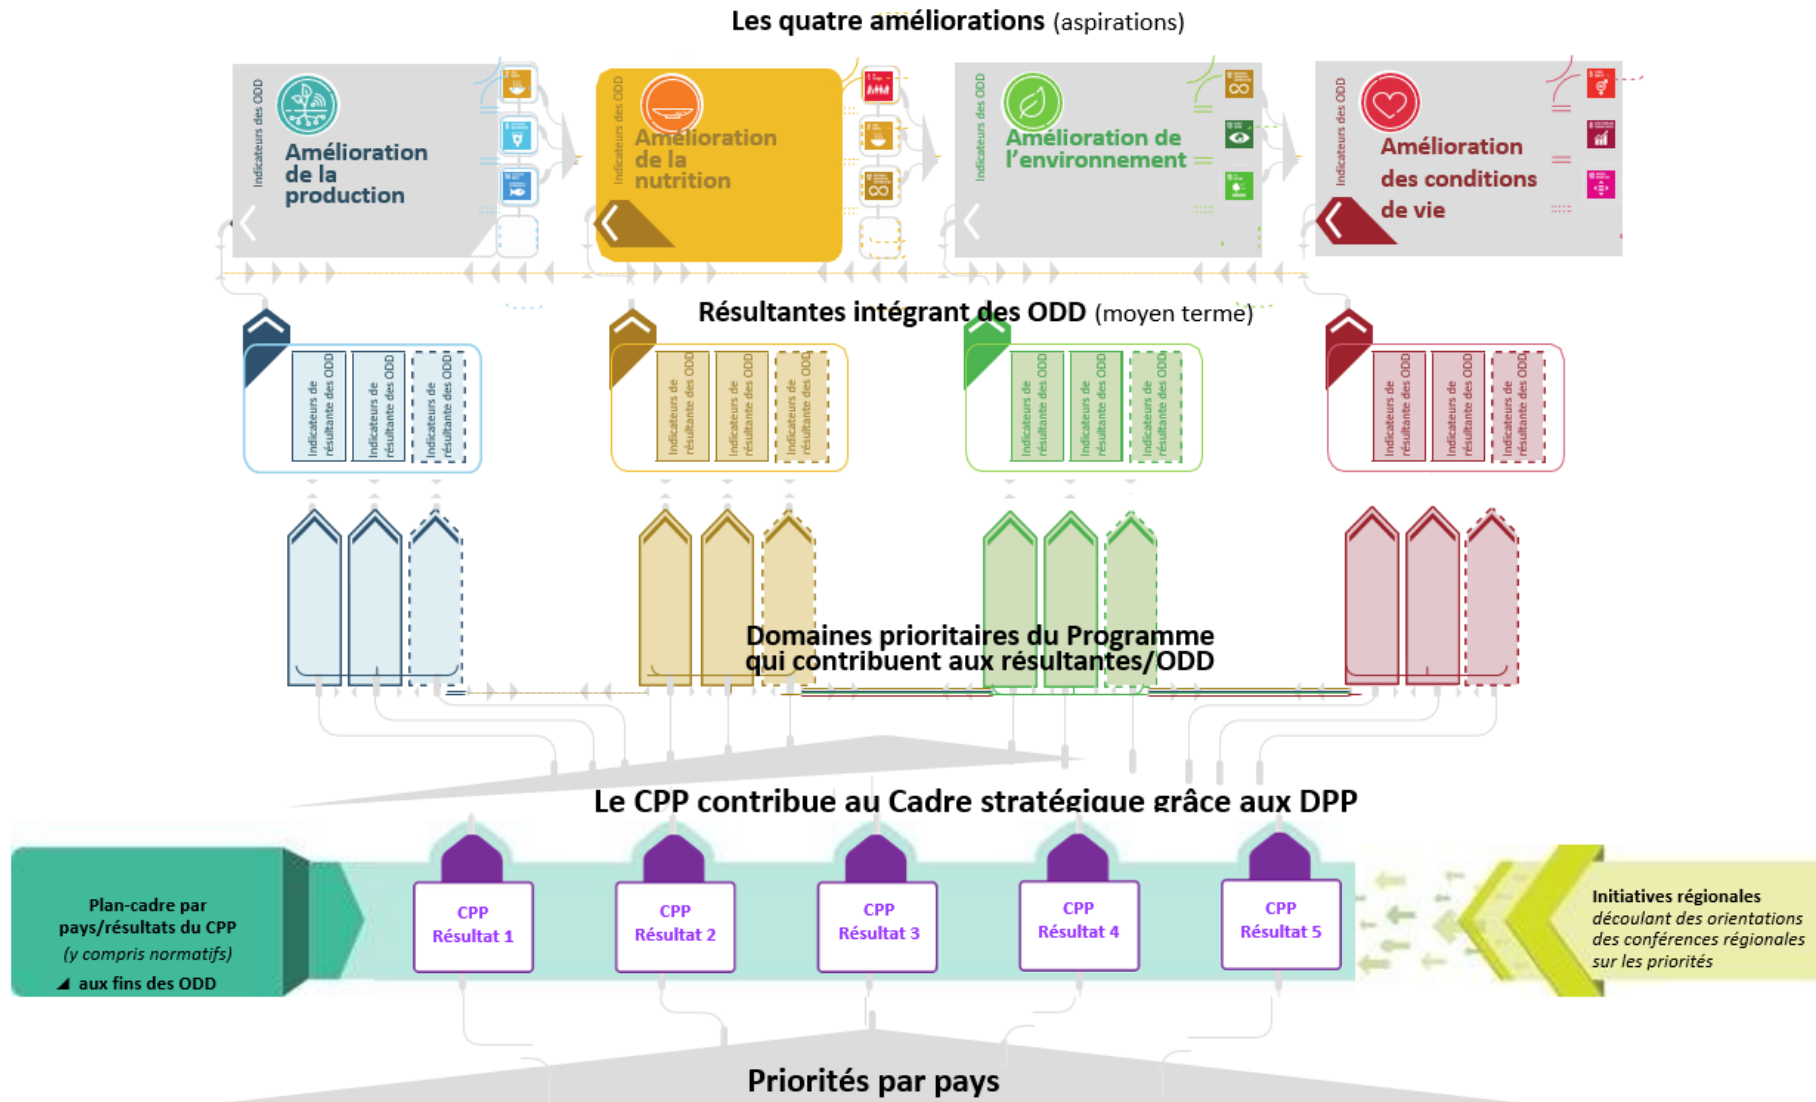 Les quatre améliorations (aspirations)
Indicateurs des ODD
Amélioration
de la
production
Indicateurs des ODD
Amélioration
de la
nutrition
Indicateurs des ODD
Amélioration de
l'environnement
Indicateurs des ODD
Amélioration
des conditions
de vie
Résultantes intégrant des ODD (moyen terme)
Indicateurs de
résultante des ODD
Indicateurs de
résultante des ODD
Indicateurs de
résultante des ODD
Indicateurs de
résultante des ODD
Indicateurs de
résultante des ODD
Indicateurs de
résultante des ODD
Indicateurs de
résultante des ODD
Indicateurs de
résultante des ODD
Indicateurs de
résultante des ODD
Indicateurs de
résultante des ODD
Indicateurs de
résultante des ODD
Indicateurs de
résultante des ODD
Domaines prioritaires du Programme
qui contribuent aux résultantes/ODD
Le CPP contribue au Cadre stratégique grâce aux DPP
Plan-cadre par
pays/résultats du CPP
(y compris normatifs)
aux fins des ODD
CPP
Résultat 1
CPP
Résultat 2
CPP
Résultat 3
CPP
Résultat 4
CPP
Résultat 5
Initiatives régionales
découlant des orientations
des conférences régionales
sur les priorités
Priorités par pays